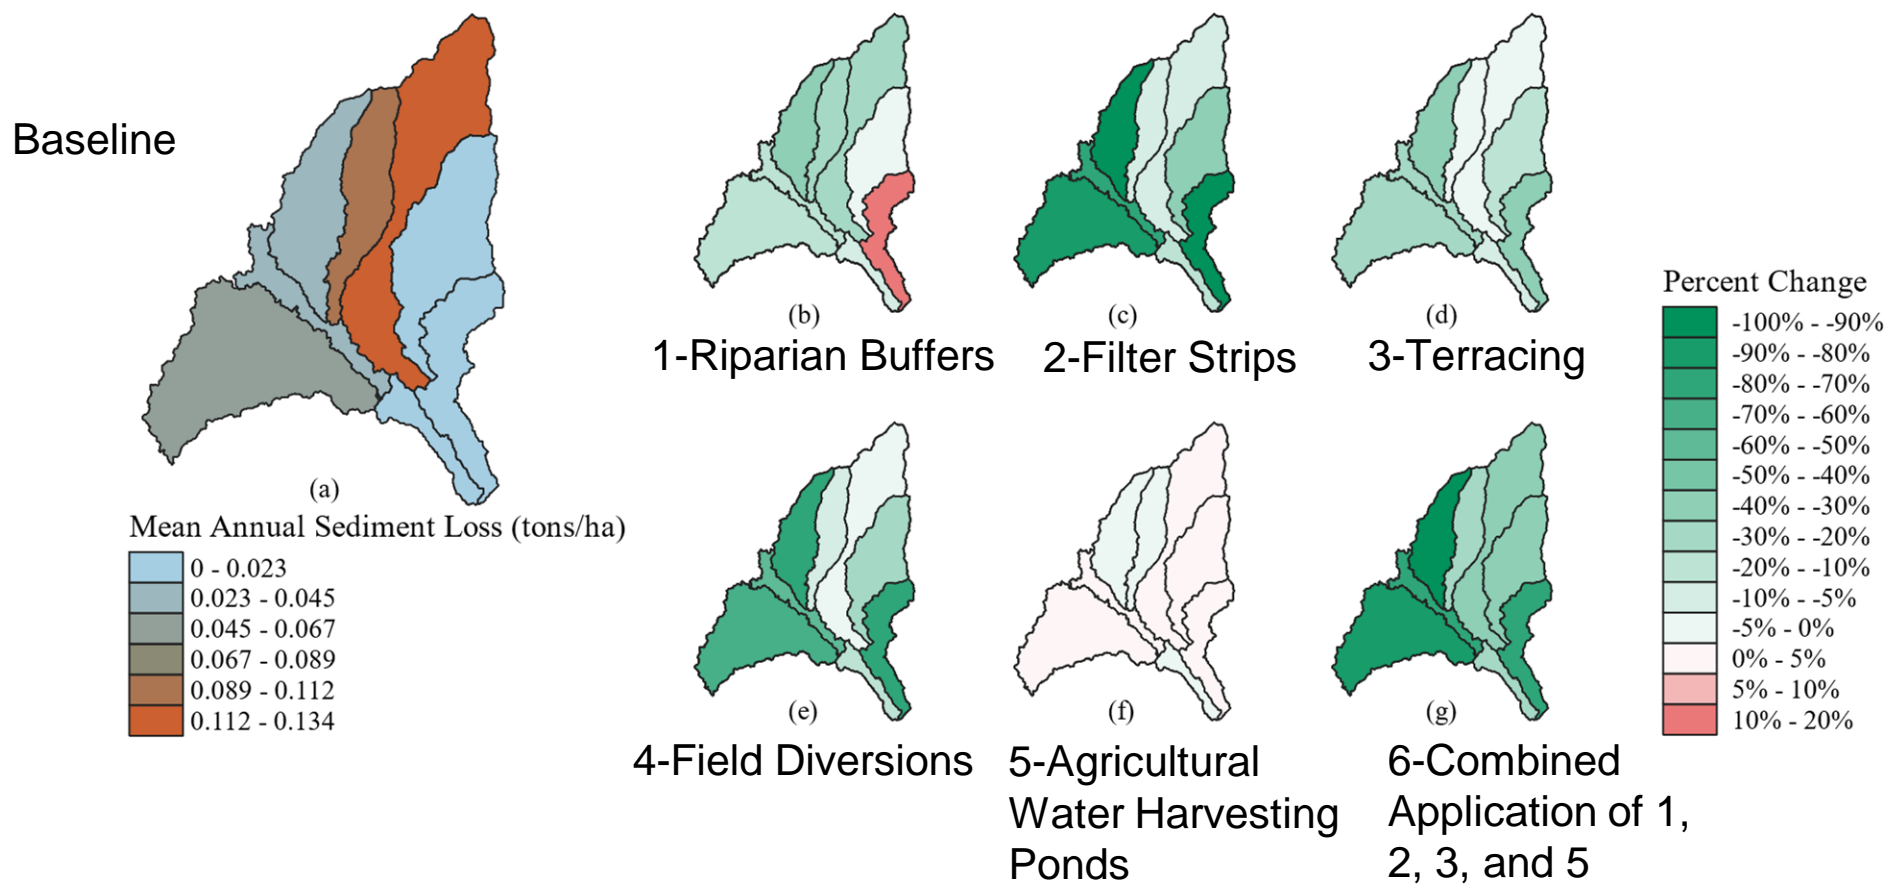 Baseline
(a)
Mean Annual Sediment Loss (tons/ha)
0 - 0.023
0.023 - 0.045
0.045 - 0.067
0.067 - 0.089
0.089 - 0.112
0.112 - 0.134
(b)
1-Riparian Buffers
(c)
2-Filter Strips
(d)
3-Terracing
(e)
4-Field Diversions
(f)
5-Agricultural
Water Harvesting
Ponds
(g)
6-Combined
Application of 1,
2, 3, and 5
Percent Change
-100% - -90%
-90% - -80%
-80% - -70%
-70% - -60%
-60% - -50%
-50% - -40%
-40% - -30%
-30% - -20%
-20% - -10%
-10% - -5%
-5% - 0%
0% - 5%
5% - 10%
10% - 20%